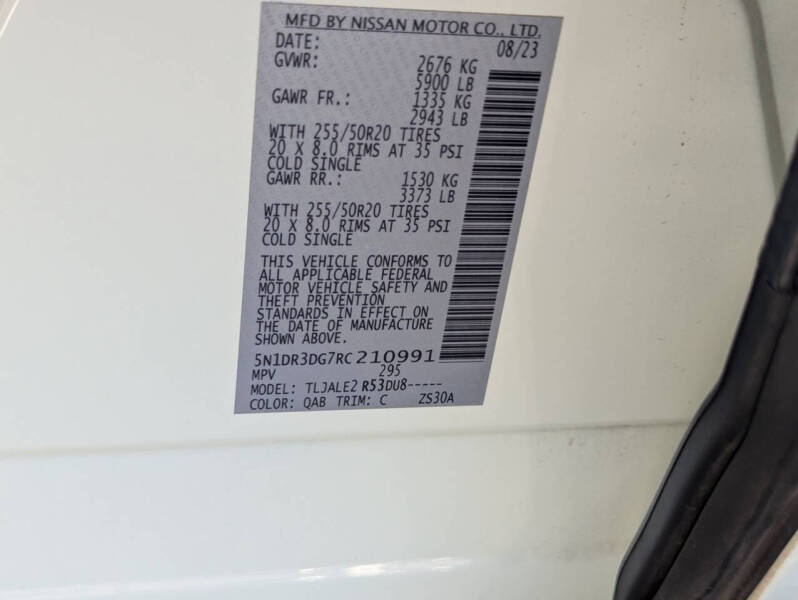 MFD BY NISSAN MOTOR CO., LTD.
DATE: 08/23
GVWR: 2676 KG
5900 LB
GAWR FR.: 1335 KG
2943 LB
WITH 255/50R20 TIRES
20 X 8.0 RIMS AT 35 PSI
COLD SINGLE
GAWR RR.: 1530 KG
3373 LB
WITH 255/50R20 TIRES
20 X 8.0 RIMS AT 35 PSI
COLD SINGLE
THIS VEHICLE CONFORMS TO
ALL APPLICABLE FEDERAL
MOTOR VEHICLE SAFETY AND
THEFT PREVENTION
STANDARDS IN EFFECT ON
THE DATE OF MANUFACTURE
SHOWN ABOVE.
5N1DR3DG7RC210991
MPV 295
MODEL: TLJALE2 R53DU8-----
COLOR: QAB TRIM: C ZS30A